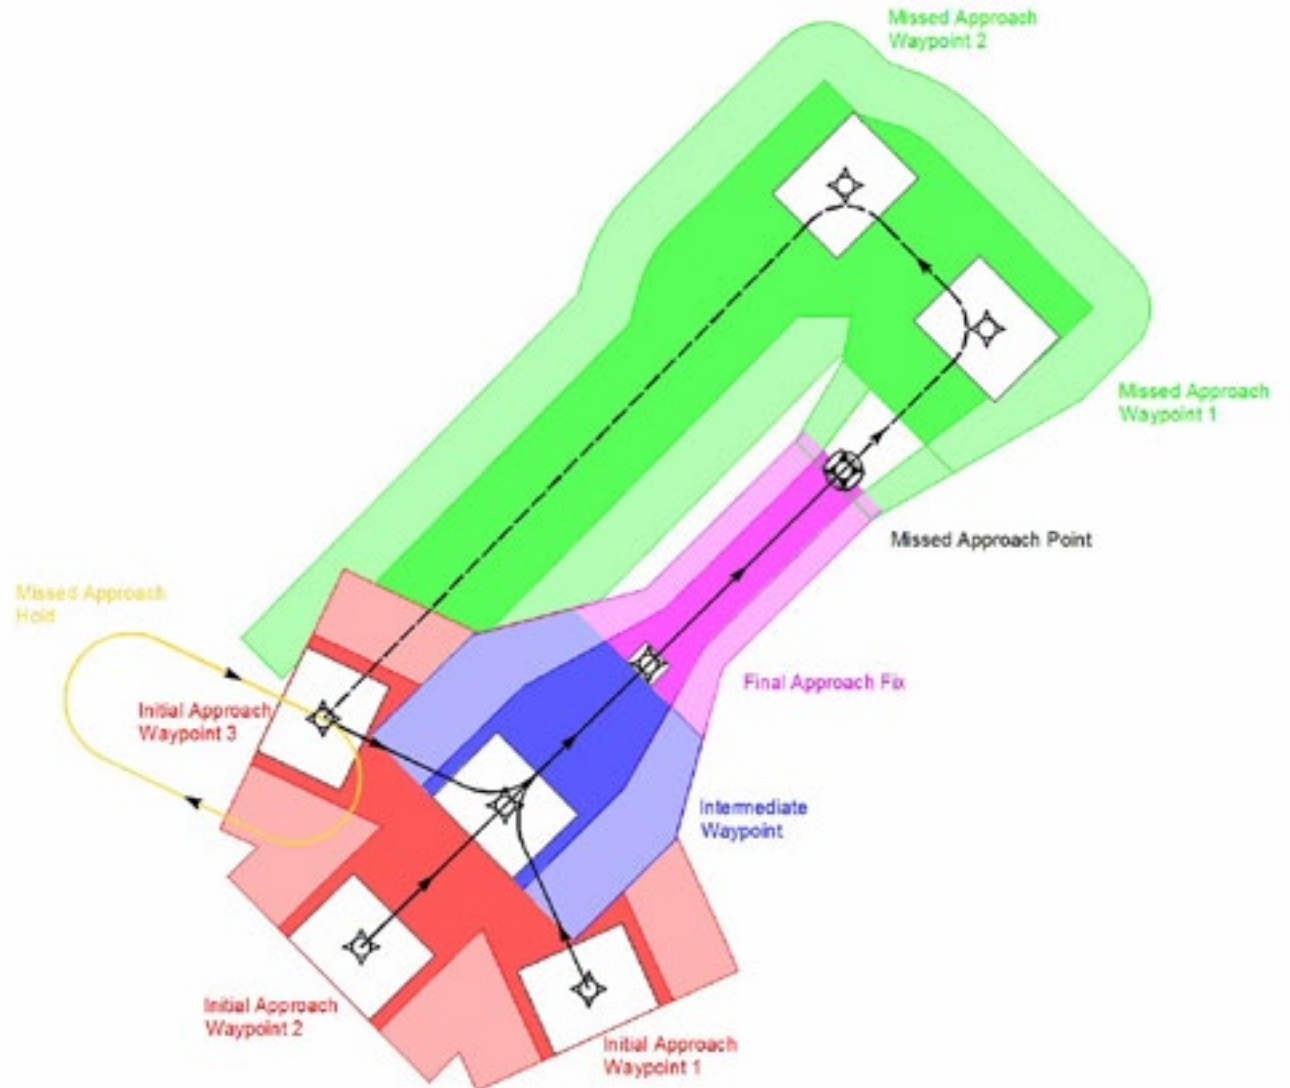 Missed Approach
Waypoint 2
Missed Approach
Waypoint 1
Missed Approach Point
Missed Approach
Hold
Final Approach Fix
Initial Approach
Waypoint 3
Intermediate
Waypoint
Initial Approach
Waypoint 2
Initial Approach
Waypoint 1